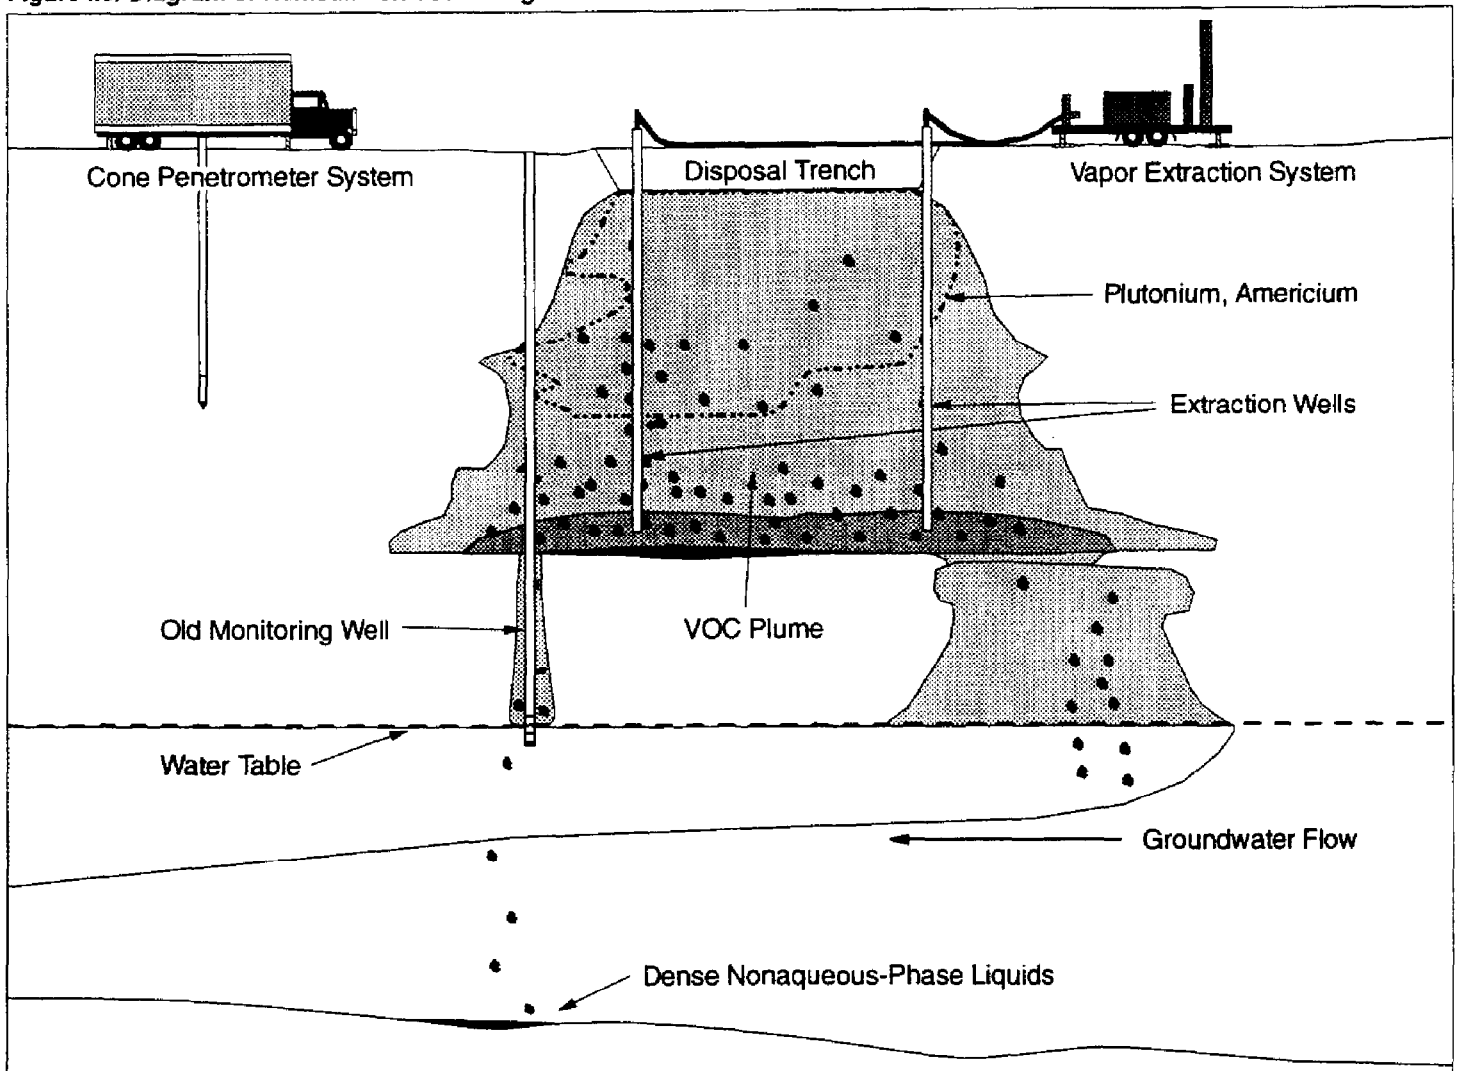 Cone Penetrometer System
Disposal Trench
Vapor Extraction System
Plutonium, Americium
Extraction Wells
Old Monitoring Well
VOC Plume
Water Table
Groundwater Flow
Dense Nonaqueous-Phase Liquids